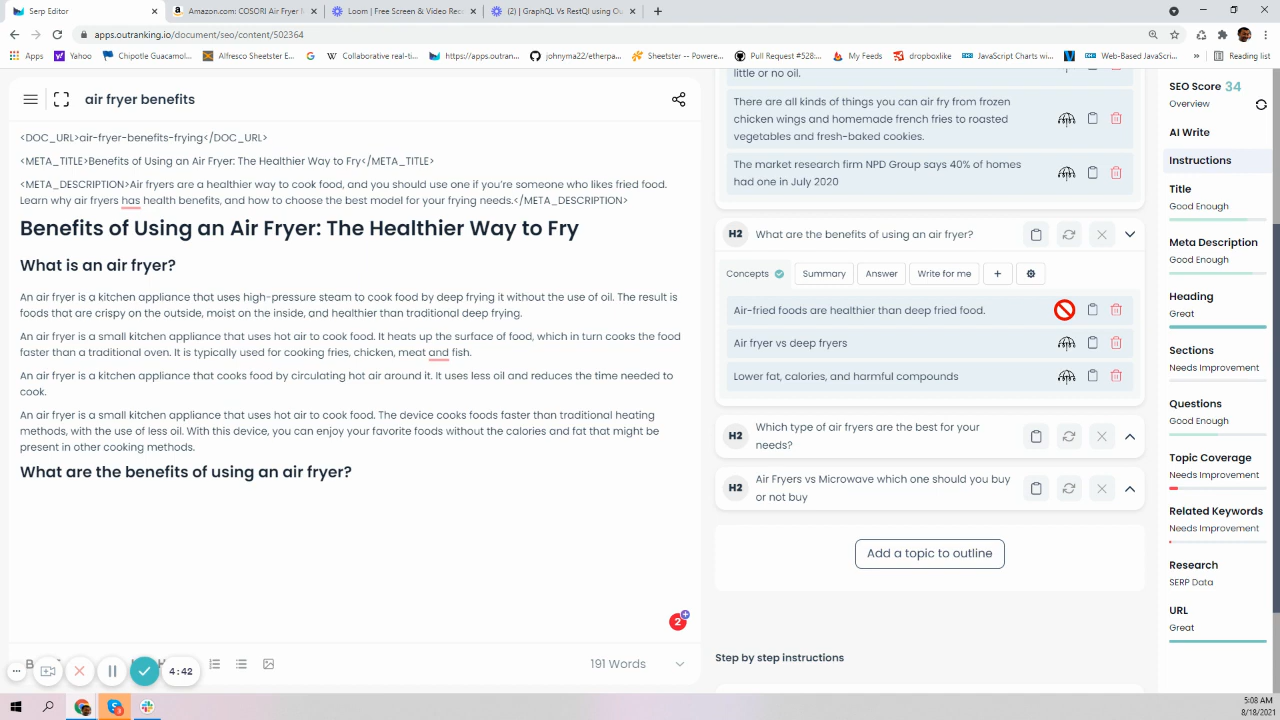 Serp Editor
Amazon.com: COSORI Air Fryer
Loom | Free Screen & Video Rec
(2) | GraphQL Vs RestQl using Ou
apps.outranking.io/document/seo/content/502364
Apps
Yahoo
Chipotle Guacamol
Alfresco Sheetster E
Collaborative real-ti
https://apps.outran
johnyma22/etherpa
Sheetster -- Powere
Pull Request #528
My Feeds
dropboxlike
JavaScript Charts wi
Web-Based JavaScri
»
Reading list
air fryer benefits
<DOC_URL>air-fryer-benefits-frying</DOC_URL>
<META_TITLE>Benefits of Using an Air Fryer: The Healthier Way to Fry</META_TITLE>
<META_DESCRIPTION>Air fryers are a healthier way to cook food, and you should use one if you're someone who likes fried food.
Learn why air fryers has health benefits, and how to choose the best model for your frying needs.</META_DESCRIPTION>
Benefits of Using an Air Fryer: The Healthier Way to Fry
What is an air fryer?
An air fryer is a kitchen appliance that uses high-pressure steam to cook food by deep frying it without the use of oil. The result is
foods that are crispy on the outside, moist on the inside, and healthier than traditional deep frying.
An air fryer is a small kitchen appliance that uses hot air to cook food. It heats up the surface of food, which in turn cooks the food
faster than a traditional oven. It is typically used for cooking fries, chicken, meat and fish.
An air fryer is a kitchen appliance that cooks food by circulating hot air around it. It uses less oil and reduces the time needed to
cook.
An air fryer is a small kitchen appliance that uses hot air to cook food. The device cooks foods faster than traditional heating
methods, with the use of less oil. With this device, you can enjoy your favorite foods without the calories and fat that might be
present in other cooking methods.
What are the benefits of using an air fryer?
2
191 Words
4:42
little or no oil.
There are all kinds of things you can air fry from frozen
chicken wings and homemade french fries to roasted
vegetables and fresh-baked cookies.
The market research firm NPD Group says 40% of homes
had one in July 2020
H2 What are the benefits of using an air fryer?
Concepts
Summary
Answer
Write for me
+
Air-fried foods are healthier than deep fried food.
Air fryer vs deep fryers
Lower fat, calories, and harmful compounds
H2 Which type of air fryers are the best for your
needs?
H2 Air Fryers vs Microwave which one should you buy
or not buy
Add a topic to outline
Step by step instructions
SEO Score 34
Overview
AI Write
Instructions
Title
Good Enough
Meta Description
Good Enough
Heading
Great
Sections
Needs Improvement
Questions
Good Enough
Topic Coverage
Needs Improvement
Related Keywords
Needs Improvement
Research
SERP Data
URL
Great
5:08 AM
8/18/2021